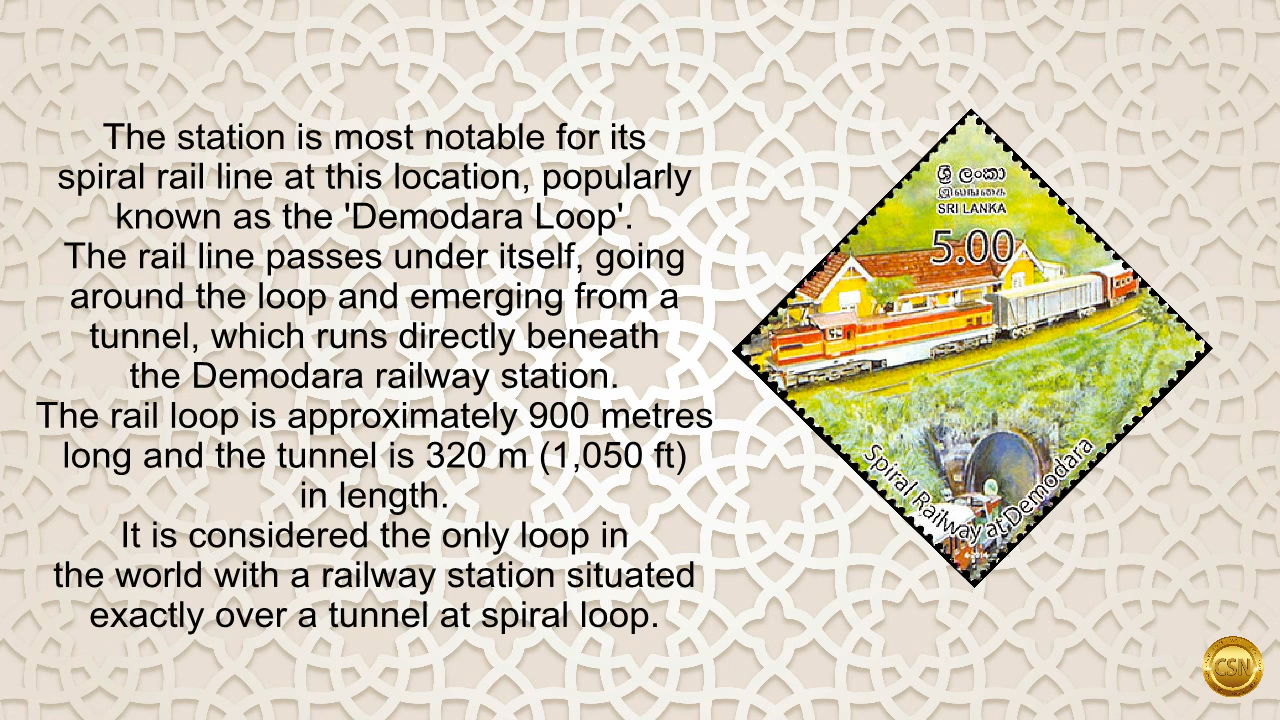 The station is most notable for its
spiral rail line at this location, popularly
known as the 'Demodara Loop'.
The rail line passes under itself, going
around the loop and emerging from a
tunnel, which runs directly beneath
the Demodara railway station.
The rail loop is approximately 900 metres
long and the tunnel is 320 m (1,050 ft)
in length.
It is considered the only loop in
the world with a railway station situated
exactly over a tunnel at spiral loop.
ශ්‍රී ලංකා
இலங்கை
SRI LANKA
5.00
Spiral Railway at Demodara
CSN